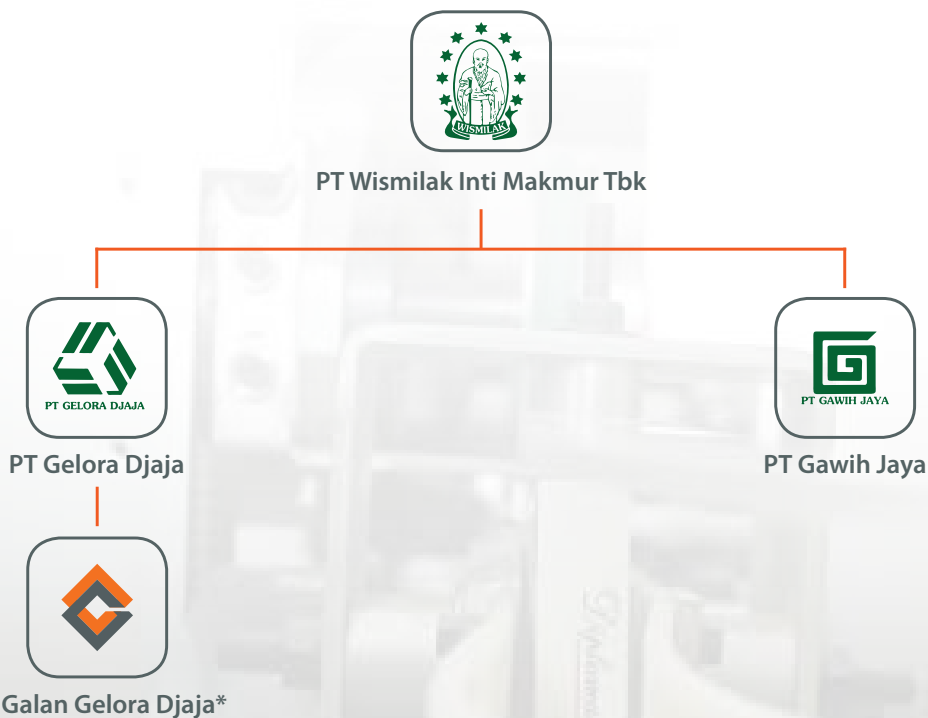 WISMILAK
PT Wismilak Inti Makmur Tbk
PT GELORA DJAJA
PT GAWIH JAYA
PT Gelora Djaja
PT Gawih Jaya
Galan Gelora Djaja*